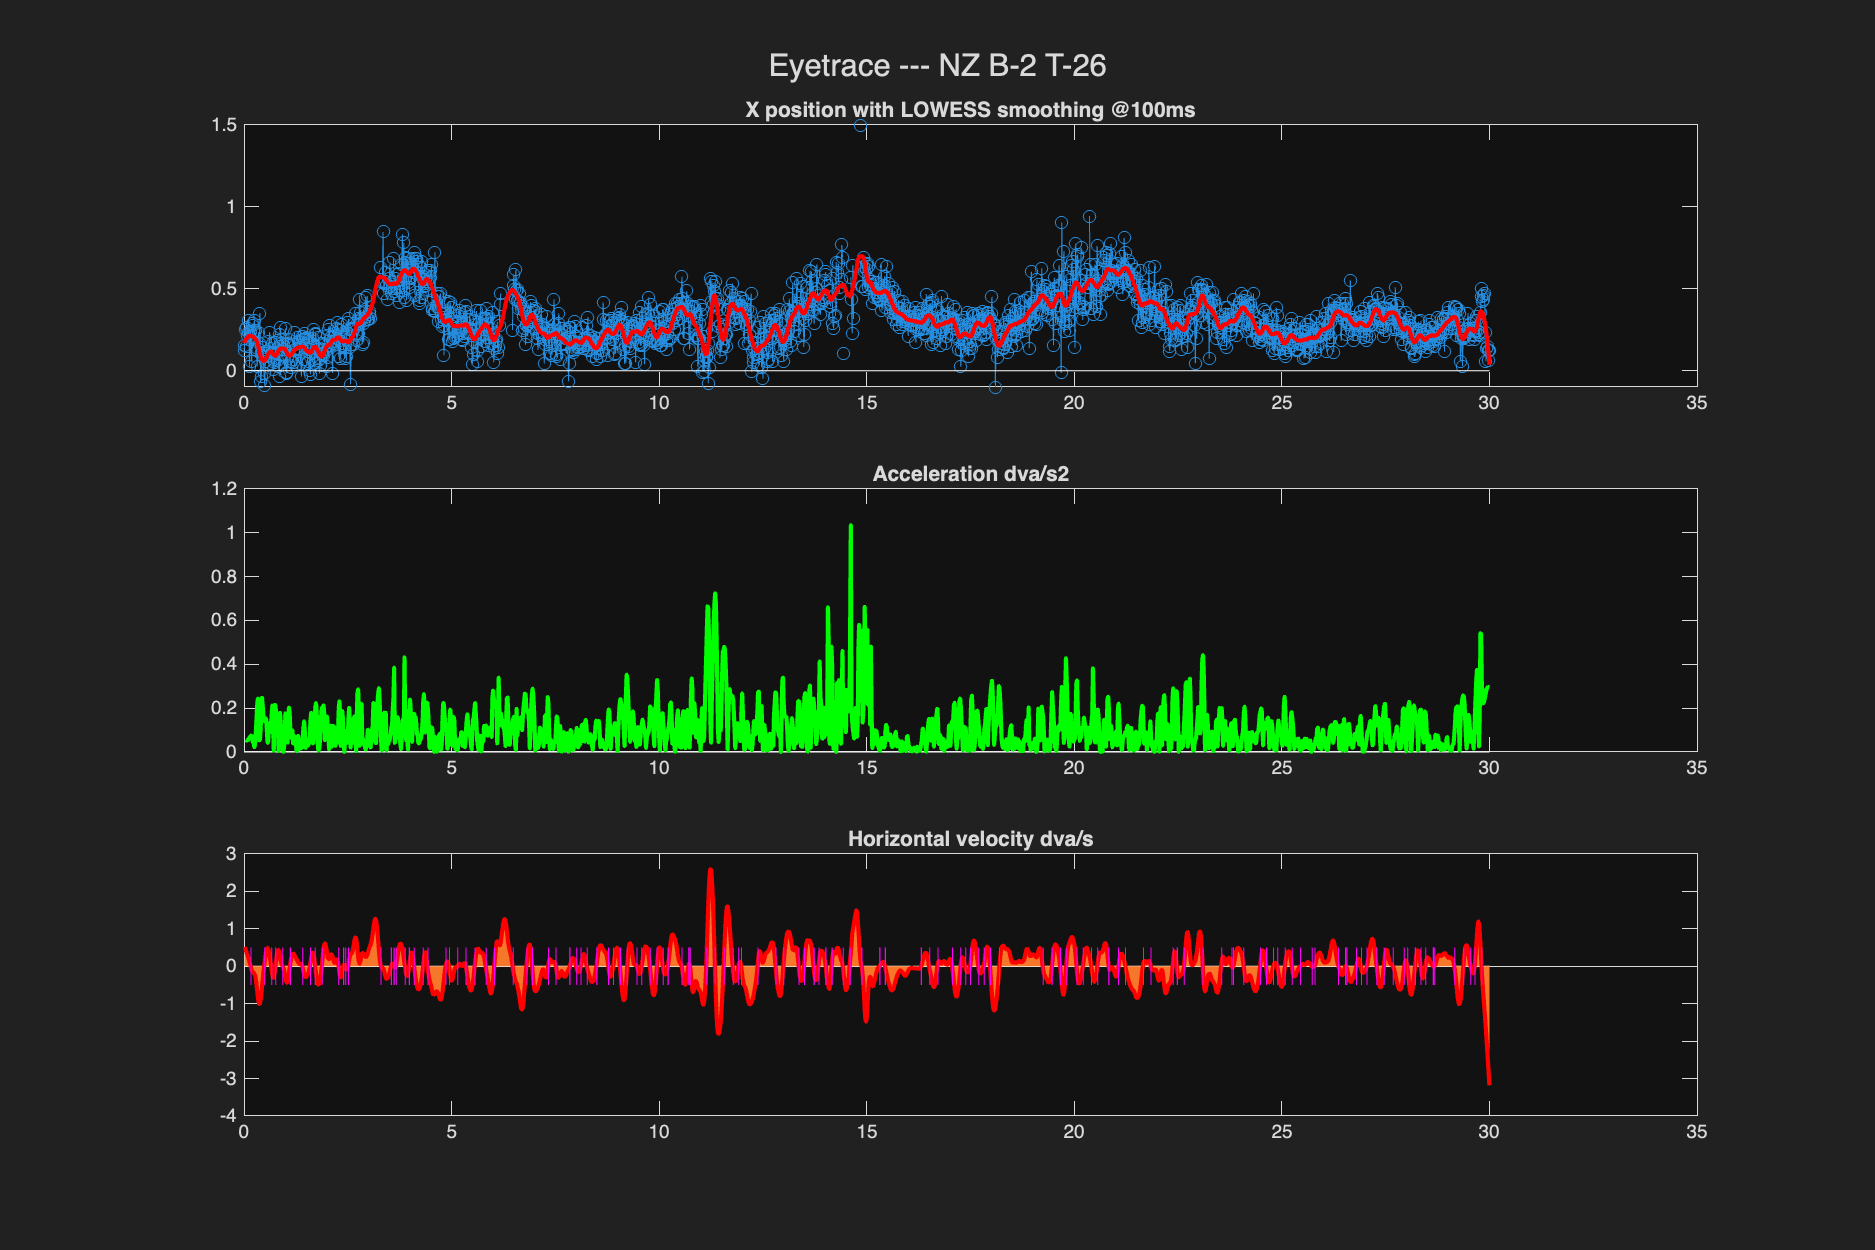 Eyetrace --- NZ B-2 T-26
X position with LOWESS smoothing @100ms
1.5
1
0.5
0
0 5 10 15 20 25 30 35
Acceleration dva/s2
1.2
1
0.8
0.6
0.4
0.2
0
0 5 10 15 20 25 30 35
Horizontal velocity dva/s
3
2
1
0
-1
-2
-3
-4
0 5 10 15 20 25 30 35